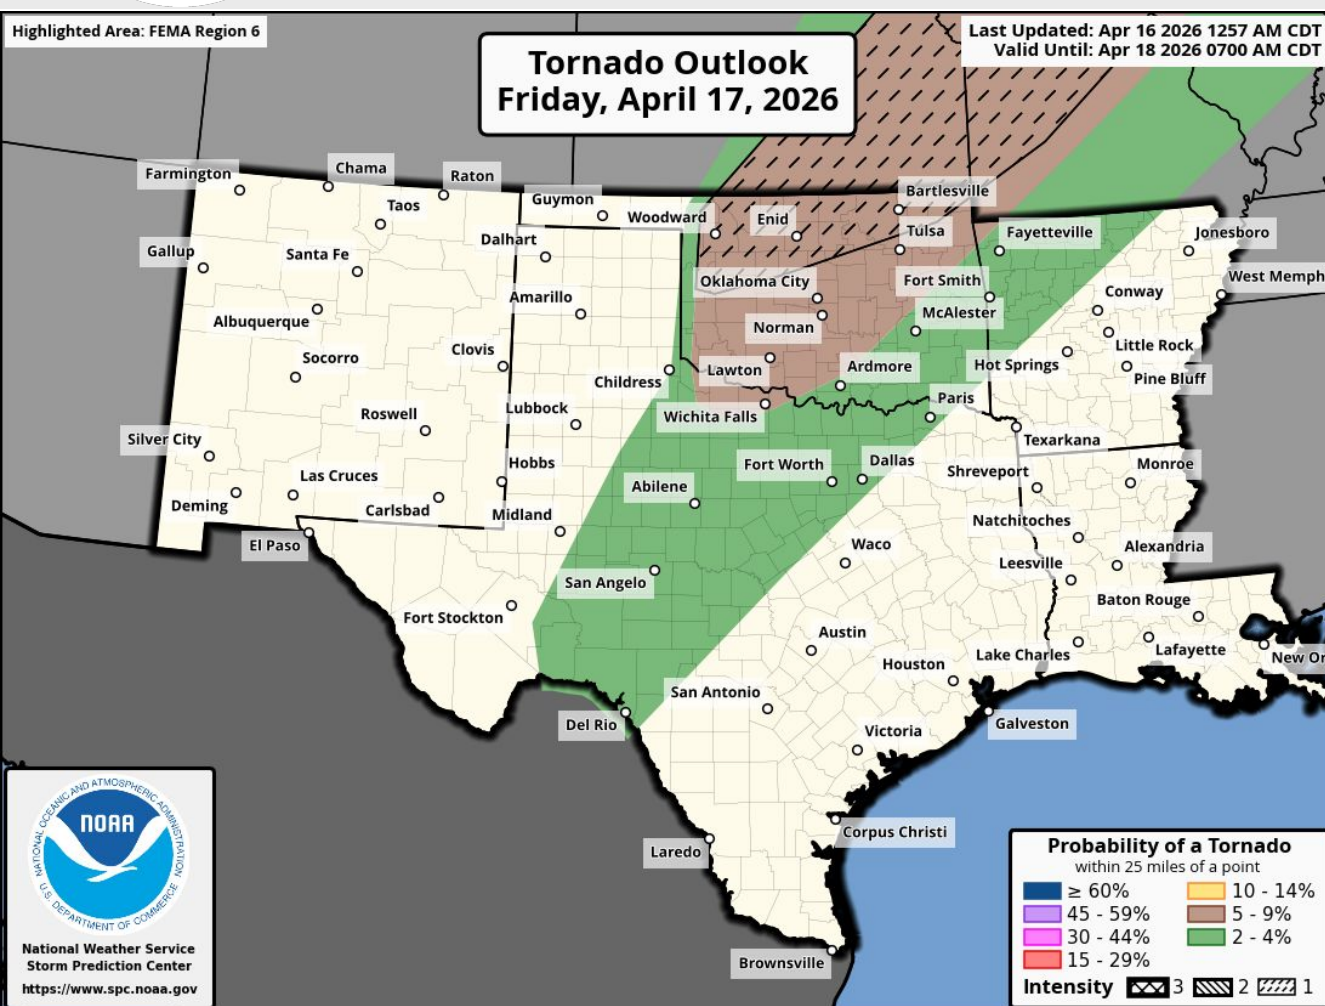 Highlighted Area: FEMA Region 6
Tornado Outlook
Friday, April 17, 2026
Last Updated: Apr 16 2026 1257 AM CDT
Valid Until: Apr 18 2026 0700 AM CDT
Farmington
Chama
Raton
Taos
Guymon
Woodward
Enid
Bartlesville
Tulsa
Fayetteville
Jonesboro
Gallup
Santa Fe
Dalhart
Amarillo
Oklahoma City
Fort Smith
Conway
West Memph
Albuquerque
Norman
McAlester
Little Rock
Socorro
Clovis
Childress
Lawton
Ardmore
Hot Springs
Pine Bluff
Roswell
Lubbock
Wichita Falls
Paris
Texarkana
Silver City
Las Cruces
Hobbs
Abilene
Fort Worth
Dallas
Shreveport
Monroe
Deming
Carlsbad
Midland
Natchitoches
El Paso
San Angelo
Waco
Leesville
Alexandria
Fort Stockton
Baton Rouge
Austin
Houston
Lake Charles
Lafayette
New Or
San Antonio
Del Rio
Victoria
Galveston
Corpus Christi
Laredo
Brownsville
NATIONAL OCEANIC AND ATMOSPHERIC ADMINISTRATION
NOAA
U.S. DEPARTMENT OF COMMERCE
National Weather Service
Storm Prediction Center
https://www.spc.noaa.gov
Probability of a Tornado
within 25 miles of a point
≥ 60%
10 - 14%
45 - 59%
5 - 9%
30 - 44%
2 - 4%
15 - 29%
Intensity 3 2 1